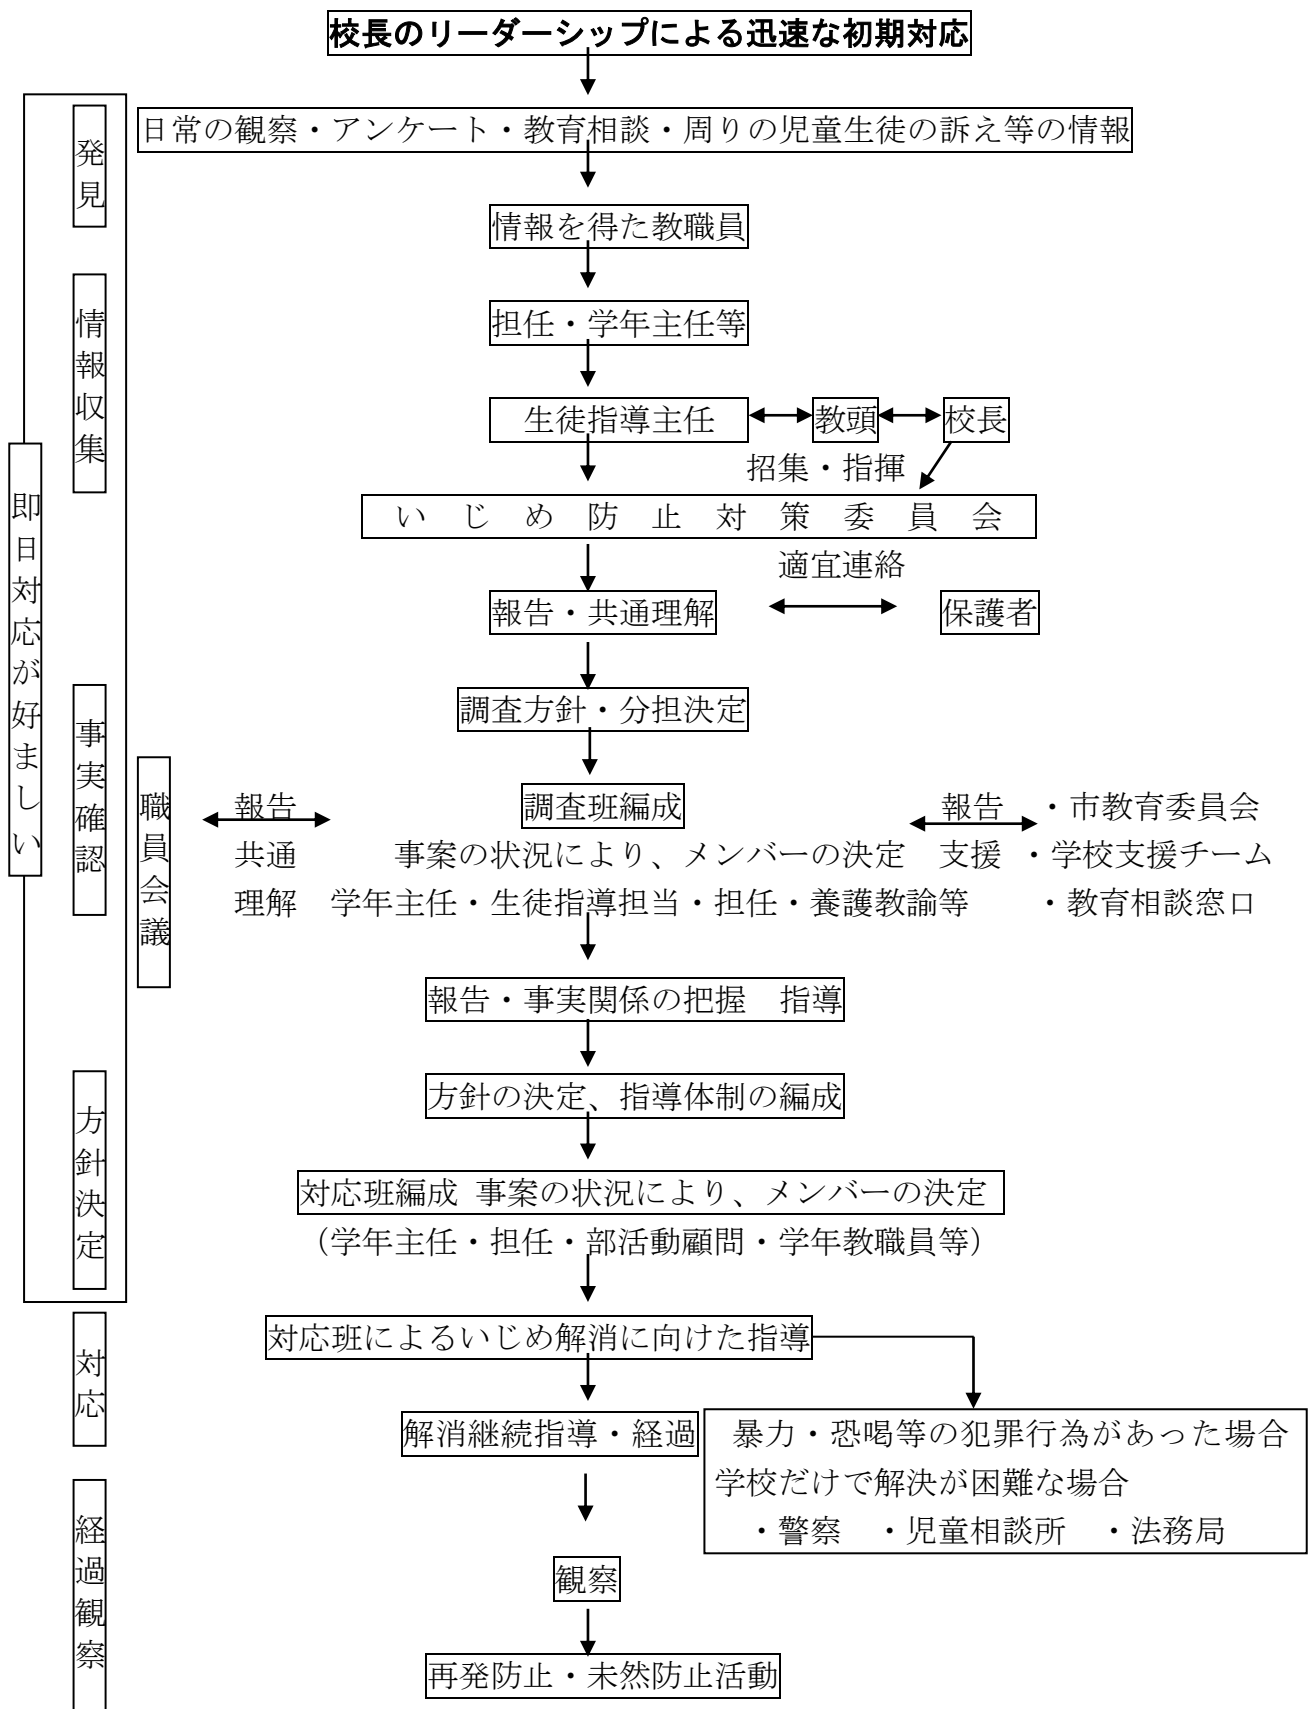 校長のリーダーシップによる迅速な初期対応
発見
日常の観察・アンケート・教育相談・周りの児童生徒の訴え等の情報
情報を得た教職員
情報収集
担任・学年主任等
生徒指導主任
教頭
校長
招集・指揮
い じ め 防 止 対 策 委 員 会
適宜連絡
報告・共通理解
保護者
即日対応が好ましい
事実確認
調査方針・分担決定
職員会議
報告
共通
理解
調査班編成
事案の状況により、メンバーの決定
学年主任・生徒指導担当・担任・養護教諭等
報告
支援
・市教育委員会
・学校支援チーム
・教育相談窓口
報告・事実関係の把握 指導
方針決定
方針の決定、指導体制の編成
対応班編成 事案の状況により、メンバーの決定
（学年主任・担任・部活動顧問・学年教職員等）
対応
対応班によるいじめ解消に向けた指導
解消継続指導・経過
暴力・恐喝等の犯罪行為があった場合
学校だけで解決が困難な場合
・警察 ・児童相談所 ・法務局
経過観察
観察
再発防止・未然防止活動